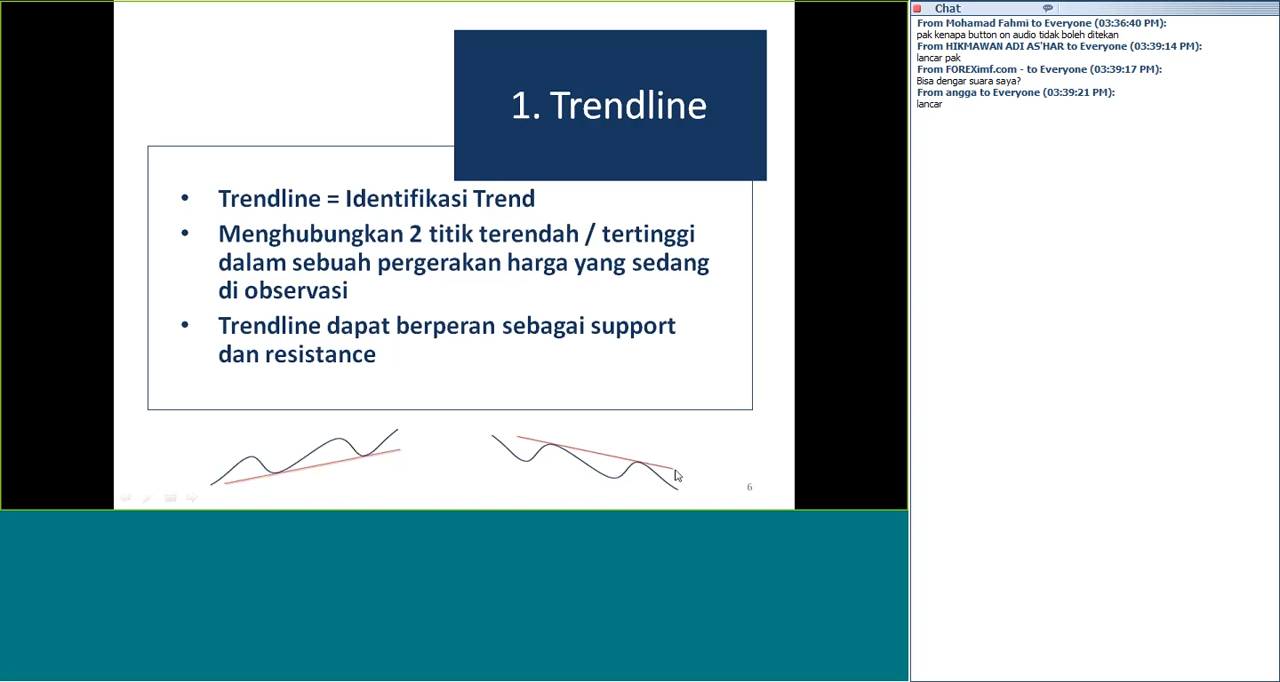 1. Trendline
• Trendline = Identifikasi Trend
• Menghubungkan 2 titik terendah / tertinggi
dalam sebuah pergerakan harga yang sedang
di observasi
• Trendline dapat berperan sebagai support
dan resistance
6
Chat
From Mohamad Fahmi to Everyone (03:36:40 PM):
pak kenapa button on audio tidak boleh ditekan
From HIKMAWAN ADI AS'HAR to Everyone (03:39:14 PM):
lancar pak
From FOREXimf.com - to Everyone (03:39:17 PM):
Bisa dengar suara saya?
From angga to Everyone (03:39:21 PM):
lancar